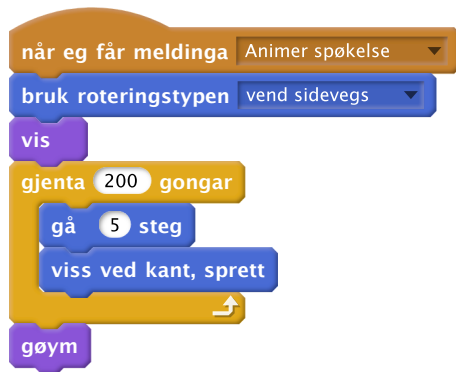 når eg får meldinga Animer spøkelse
bruk roteringstypen vend sidevegs
vis
gjenta 200 gongar
gå 5 steg
viss ved kant, sprett
gøym